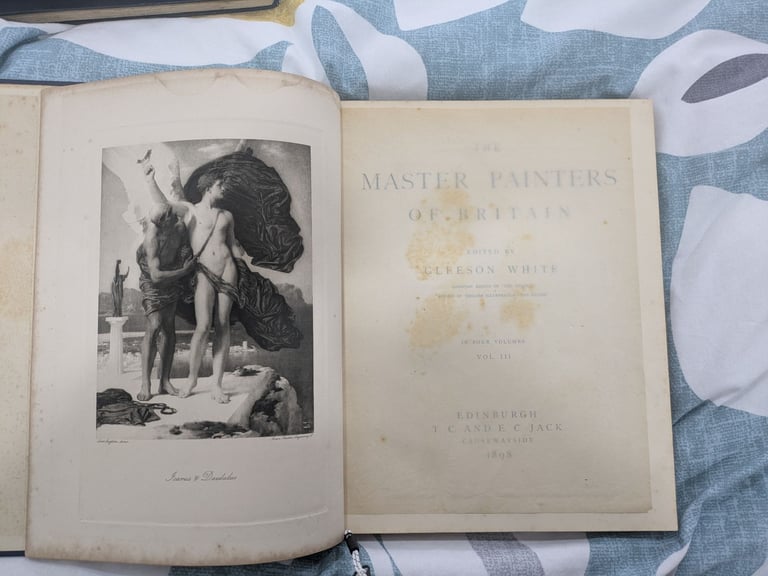 Icarus & Daedalus
THE
MASTER PAINTERS
OF BRITAIN
EDITED BY
GLEESON WHITE
IN FOUR VOLUMES
VOL. III
EDINBURGH
T. C. AND E. C. JACK
CAUSEWAYSIDE
1898